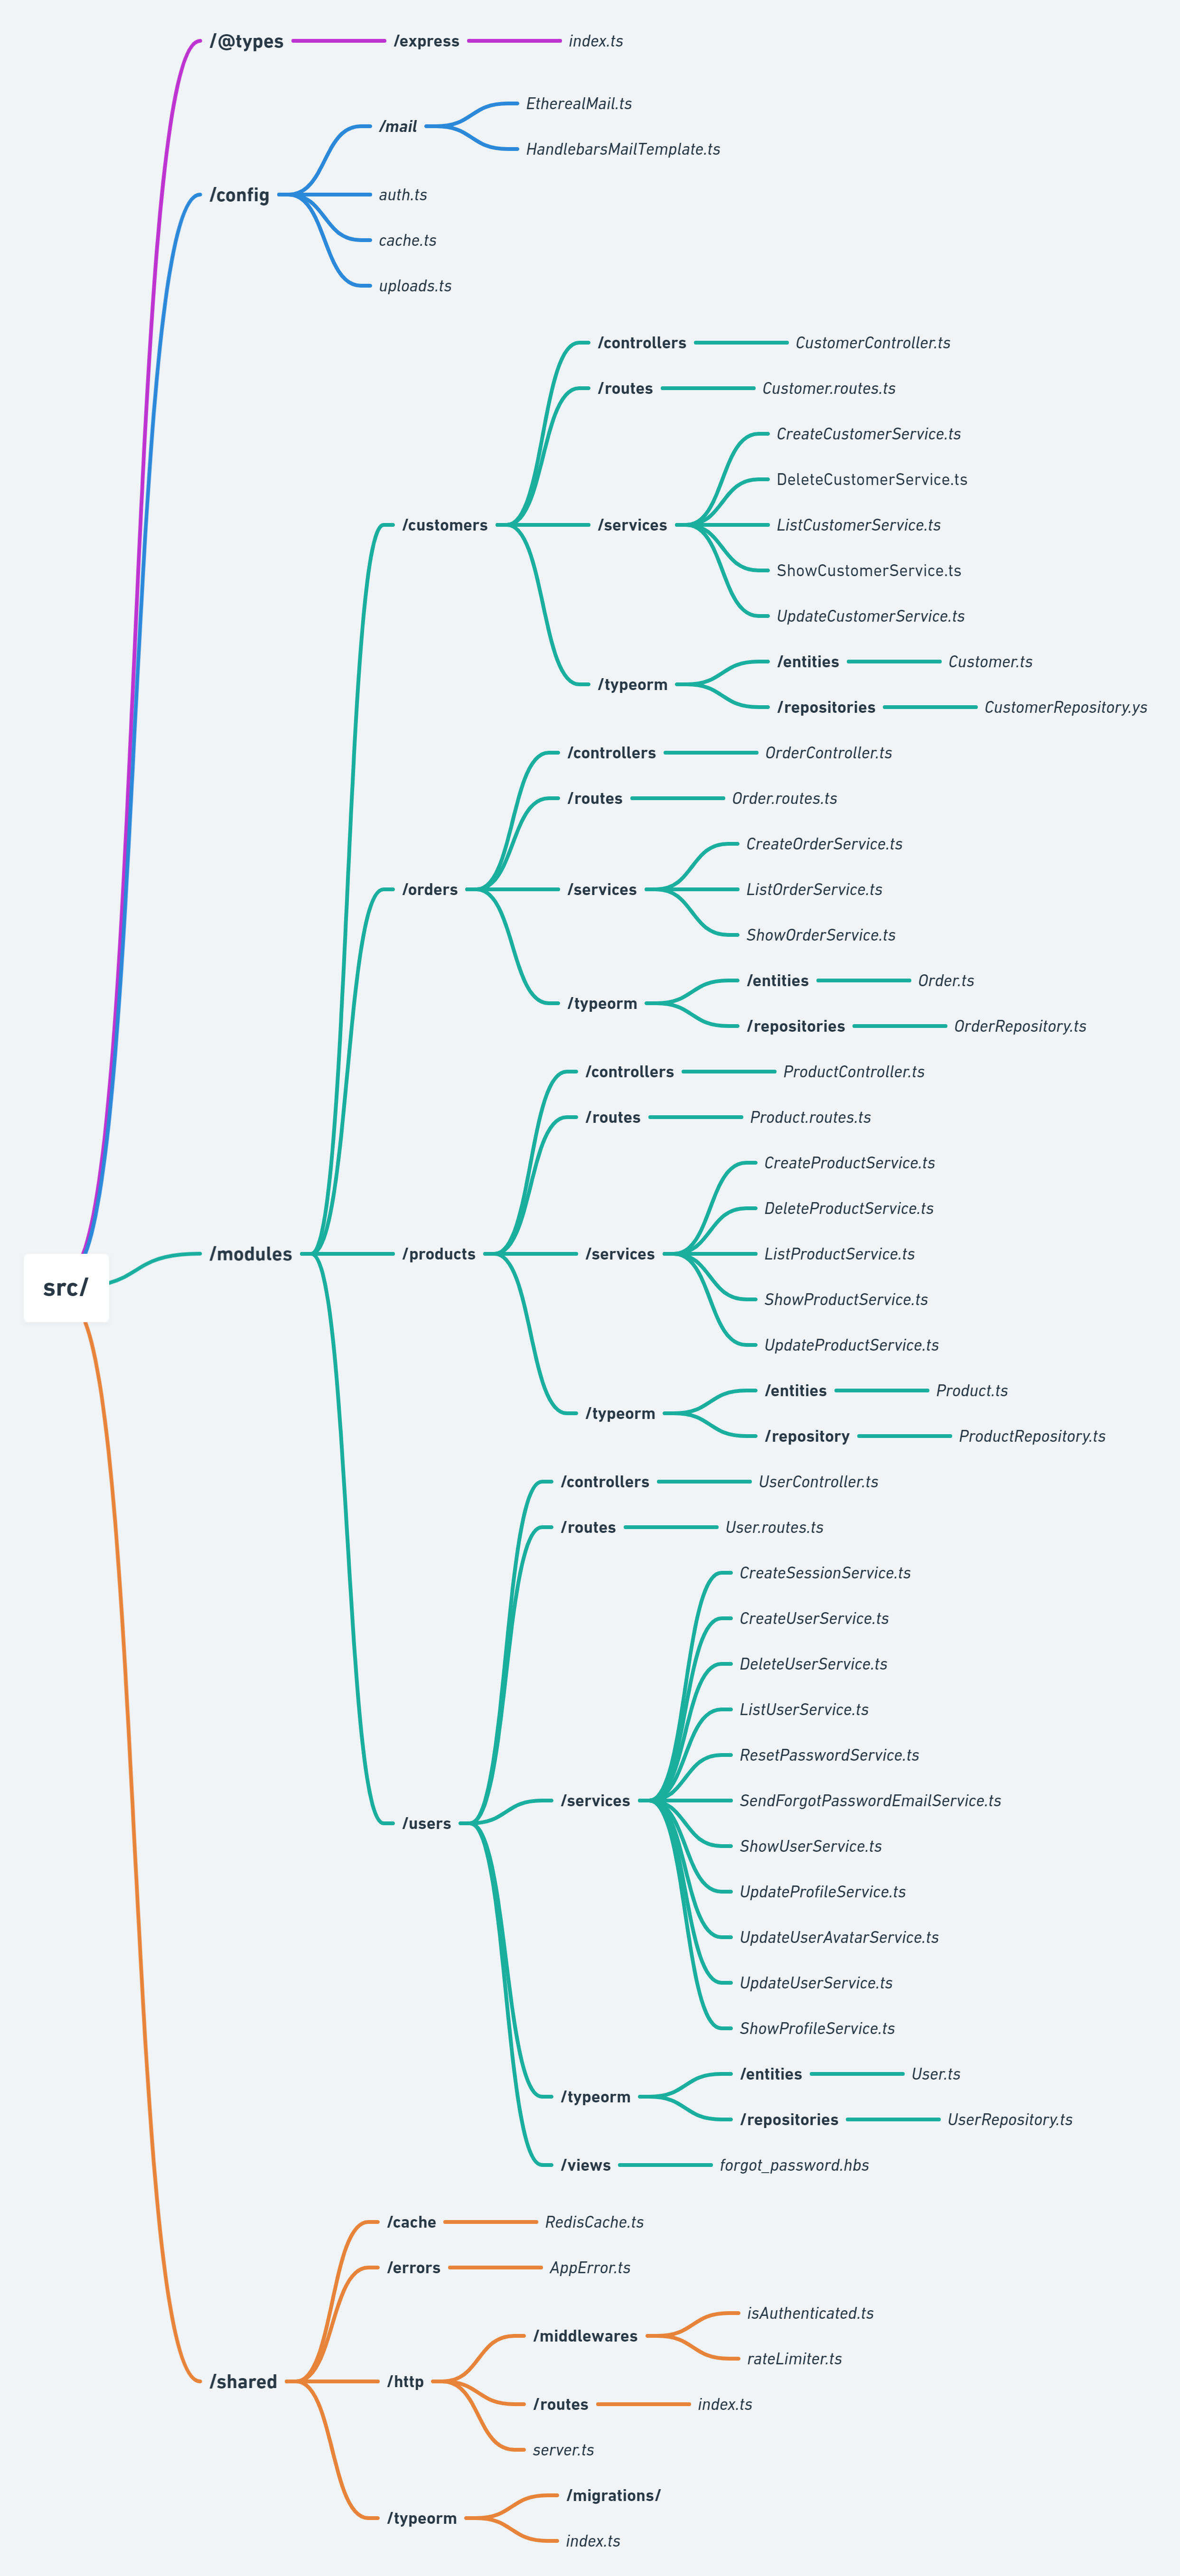 /@types
/express
index.ts
/mail
EtherealMail.ts
HandlebarsMailTemplate.ts
/config
auth.ts
cache.ts
uploads.ts
/controllers
CustomerController.ts
/routes
Customer.routes.ts
/customers
/services
CreateCustomerService.ts
DeleteCustomerService.ts
ListCustomerService.ts
ShowCustomerService.ts
UpdateCustomerService.ts
/typeorm
/entities
Customer.ts
/repositories
CustomerRepository.ys
/controllers
OrderController.ts
/routes
Order.routes.ts
/orders
/services
CreateOrderService.ts
ListOrderService.ts
ShowOrderService.ts
/typeorm
/entities
Order.ts
/repositories
OrderRepository.ts
/controllers
ProductController.ts
/routes
Product.routes.ts
src/
/modules
/products
/services
CreateProductService.ts
DeleteProductService.ts
ListProductService.ts
ShowProductService.ts
UpdateProductService.ts
/typeorm
/entities
Product.ts
/repository
ProductRepository.ts
/controllers
UserController.ts
/routes
User.routes.ts
/users
/services
CreateSessionService.ts
CreateUserService.ts
DeleteUserService.ts
ListUserService.ts
ResetPasswordService.ts
SendForgotPasswordEmailService.ts
ShowUserService.ts
UpdateProfileService.ts
UpdateUserAvatarService.ts
UpdateUserService.ts
ShowProfileService.ts
/typeorm
/entities
User.ts
/repositories
UserRepository.ts
/views
forgot_password.hbs
/shared
/cache
RedisCache.ts
/errors
AppError.ts
/http
/middlewares
isAuthenticated.ts
rateLimiter.ts
/routes
index.ts
server.ts
/typeorm
/migrations/
index.ts